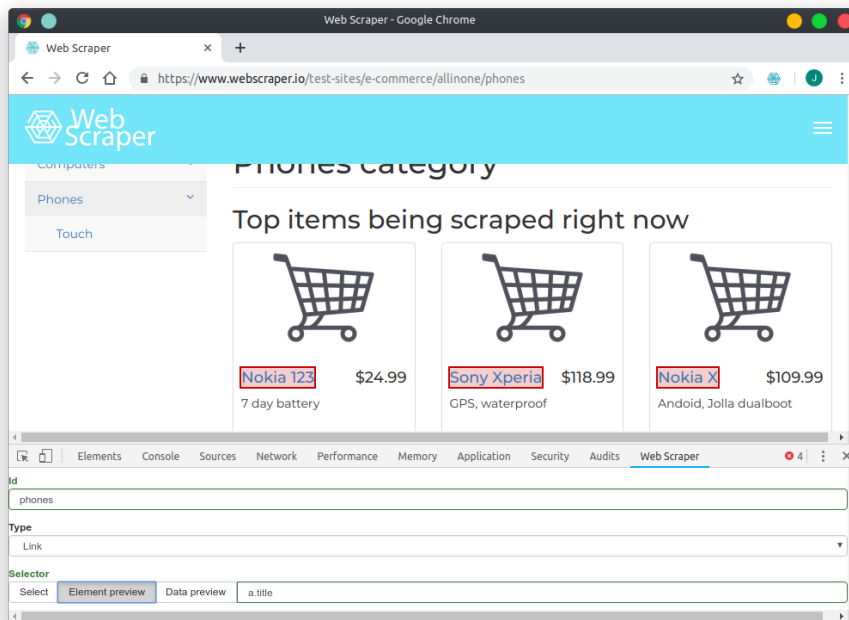 Web Scraper - Google Chrome
Web Scraper × +
https://www.webscraper.io/test-sites/e-commerce/allinone/phones J
Web
Scraper
Computers
Phones category
Phones
Touch
Top items being scraped right now
Nokia 123 $24.99
7 day battery
Sony Xperia $118.99
GPS, waterproof
Nokia X $109.99
Andoid, Jolla dualboot
Elements Console Sources Network Performance Memory Application Security Audits Web Scraper 4
Id
phones
Type
Link
Selector
Select Element preview Data preview a.title